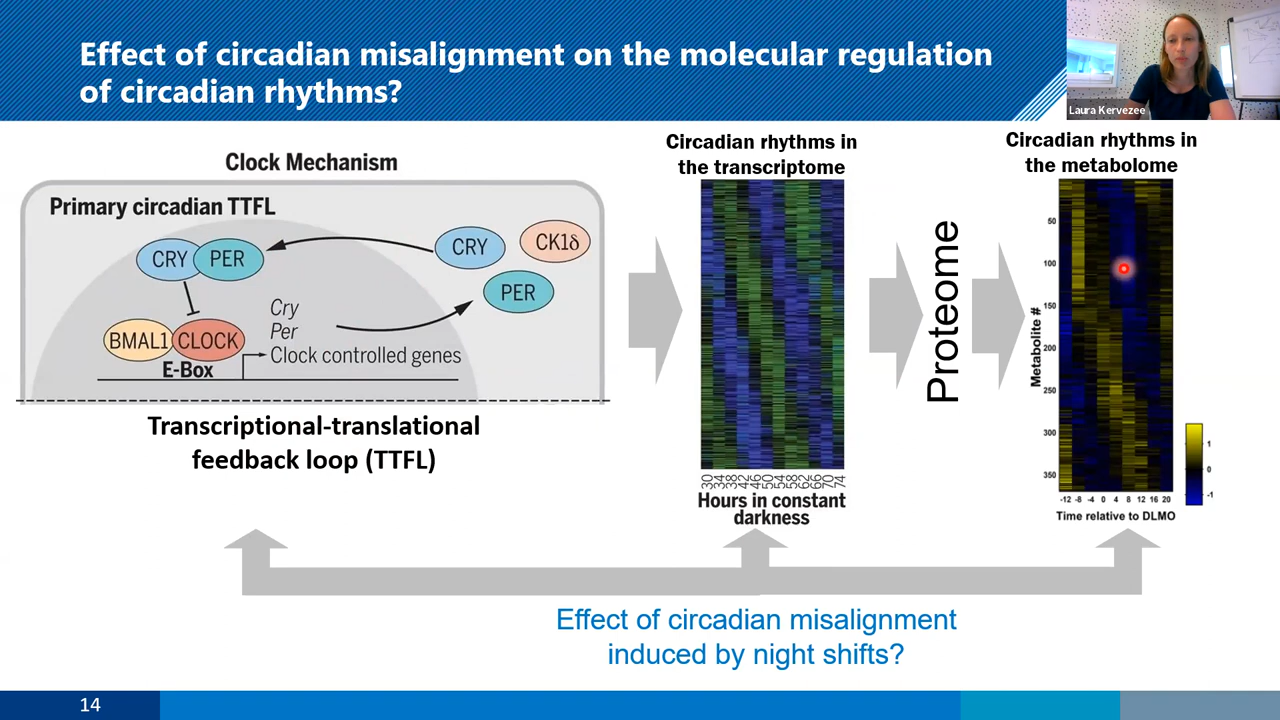 Effect of circadian misalignment on the molecular regulation
of circadian rhythms?
Laura Kervezee
Clock Mechanism
Primary circadian TTFL
CRY
PER
CRY
CK1δ
PER
BMAL1
CLOCK
E-Box
Cry
Per
Clock controlled genes
Transcriptional-translational
feedback loop (TTFL)
Circadian rhythms in
the transcriptome
30 34 38 42 46 50 54 58 62 66 70 74
Hours in constant
darkness
Proteome
Circadian rhythms in
the metabolome
Metabolite #
50
100
150
200
250
300
350
-12 -8 -4 0 4 8 12 16 20
Time relative to DLMO
1
0
-1
Effect of circadian misalignment
induced by night shifts?
14